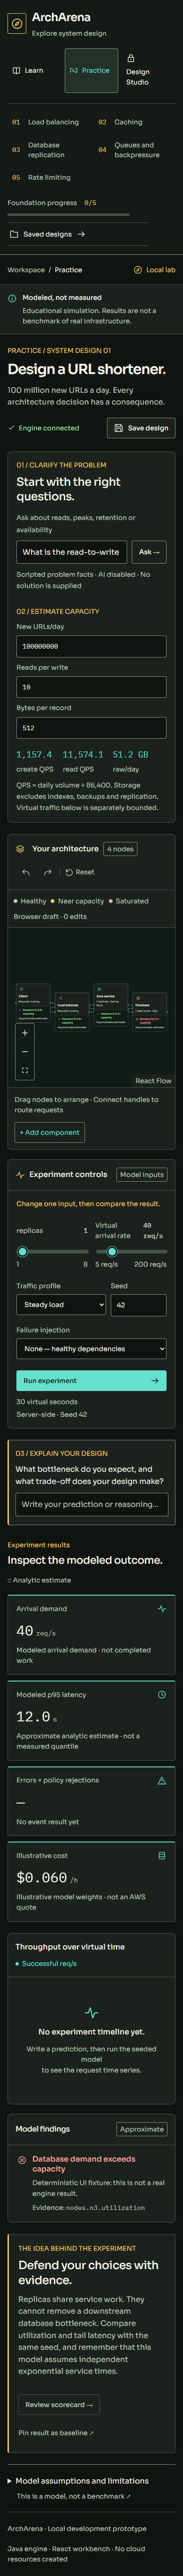 ArchArena
Explore system design
Learn
Practice
Design
Studio
01 Load balancing
02 Caching
03 Database
replication
04 Queues and
backpressure
05 Rate limiting
Foundation progress 0/5
Saved designs →
Workspace / Practice
Local lab
Modeled, not measured
Educational simulation. Results are not a
benchmark of real infrastructure.
PRACTICE / SYSTEM DESIGN 01
Design a URL shortener.
100 million new URLs a day. Every
architecture decision has a consequence.
Engine connected
Save design
01 / CLARIFY THE PROBLEM
Start with the right
questions.
Ask about reads, peaks, retention or
availability
What is the read-to-write
Ask →
Scripted problem facts · AI disabled · No
solution is supplied
02 / ESTIMATE CAPACITY
New URLs/day
100000000
Reads per write
10
Bytes per record
512
1,157.4
create QPS
11,574.1
read QPS
51.2 GB
raw/day
QPS = daily volume ÷ 86,400. Storage
excludes indexes, backups and replication.
Virtual traffic below is separately bounded.
Your architecture
4 nodes
Reset
Healthy
Near capacity
Saturated
Browser draft · 0 edits
Client
Load balancer
Java service
Database
React Flow
Drag nodes to arrange · Connect handles to
route requests
+ Add component
Experiment controls
Model inputs
Change one input, then compare the result.
replicas 1
1 8
Virtual
arrival rate
40
req/s
5 req/s 200 req/s
Traffic profile
Steady load
Seed
42
Failure injection
None — healthy dependencies
Run experiment →
30 virtual seconds
Server-side · Seed 42
03 / EXPLAIN YOUR DESIGN
What bottleneck do you expect, and
what trade-off does your design make?
Write your prediction or reasoning...
Experiment results
Inspect the modeled outcome.
Analytic estimate
Arrival demand
40 req/s
Modeled arrival demand · not completed
work
Modeled p95 latency
12.0 s
Approximate analytic estimate · not a
measured quantile
Errors + policy rejections
—
No event result yet
Illustrative cost
$0.060 /h
Illustrative model weights · not an AWS
quote
Throughput over virtual time
Successful req/s
No experiment timeline yet.
Write a prediction, then run the seeded
model
to see the request time series.
Model findings
Approximate
Database demand exceeds
capacity
Deterministic UI fixture: this is not a real
engine result.
Evidence: nodes.n3.utilization
THE IDEA BEHIND THE EXPERIMENT
Defend your choices with
evidence.
Replicas share service work. They
cannot remove a downstream
database bottleneck. Compare
utilization and tail latency with the
same seed, and remember that this
model assumes independent
exponential service times.
Review scorecard →
Pin result as baseline ↗
Model assumptions and limitations
This is a model, not a benchmark ↗
ArchArena · Local development prototype
Java engine · React workbench · No cloud
resources created